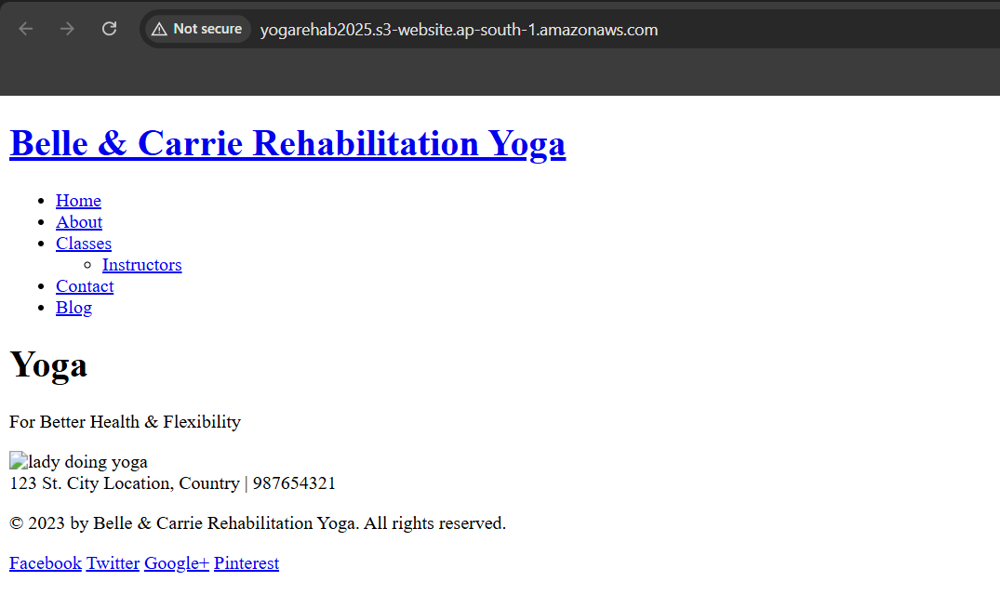 Not secure yogarehab2025.s3-website.ap-south-1.amazonaws.com
Belle & Carrie Rehabilitation Yoga
Home
About
Classes
Instructors
Contact
Blog
Yoga
For Better Health & Flexibility
lady doing yoga
123 St. City Location, Country | 987654321
© 2023 by Belle & Carrie Rehabilitation Yoga. All rights reserved.
Facebook Twitter Google+ Pinterest